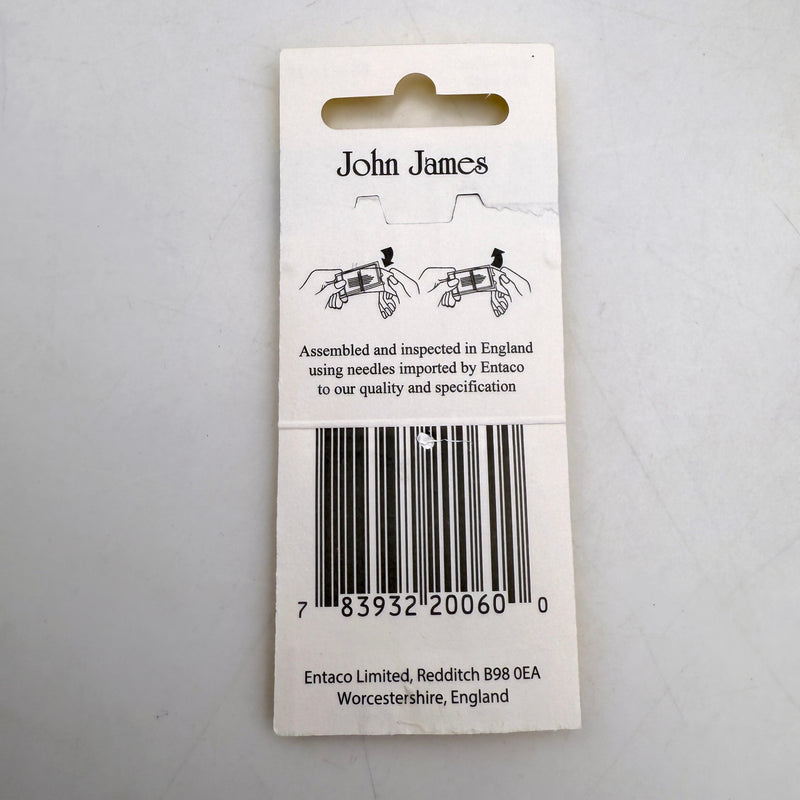 John James
Assembled and inspected in England
using needles imported by Entaco
to our quality and specification
7 83932 20060 0
Entaco Limited, Redditch B98 0EA
Worcestershire, England